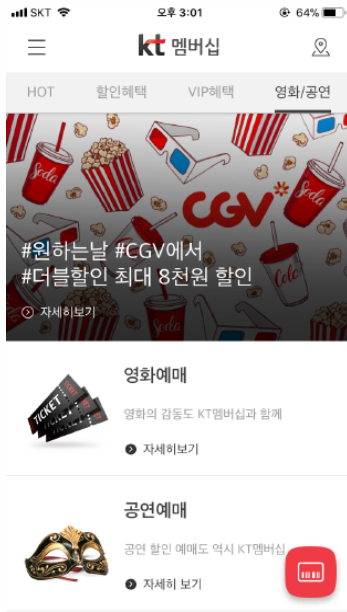 SKT 오후 3:01 64%
kt 멤버십
HOT 할인혜택 VIP혜택 영화/공연
Soda
Soda
CGV
#원하는날 #CGV에서
Cola
#더블할인 최대 8천원 할인
자세히보기
Soda
TICKET
영화예매
영화의 감동도 KT멤버십과 함께
자세히보기
공연예매
공연 할인 예매도 역시 KT멤버십
자세히 보기